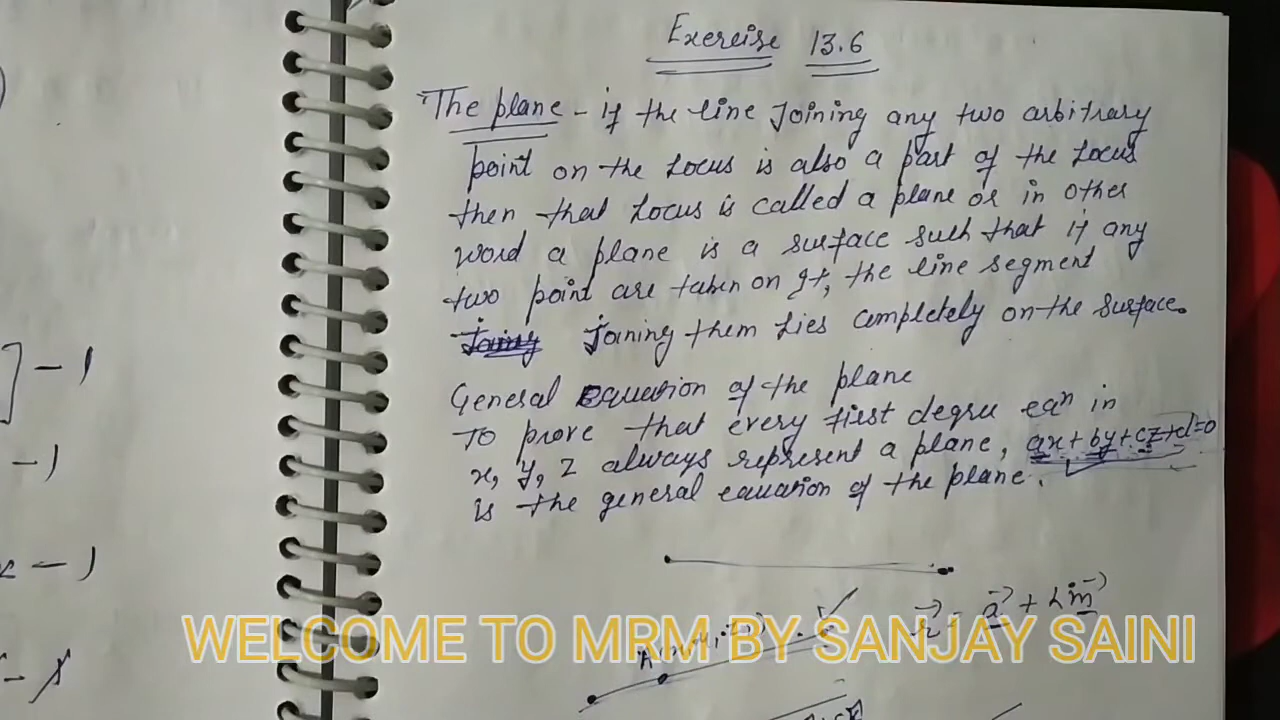 Exercise 13.6
The plane - if the line Joining any two arbitrary
point on the Locus is also a part of the Locus
then that Locus is called a plane or in other
word a plane is a surface such that if any
two point are taken on It, the line segment
Joining them lies completely on the surface.
General Equation of the plane
To prove that every first degree eqn in
x, y, z always represent a plane, ax+by+cz+d=0
is the general equation of the plane.
] - 1
- 1
- 1
WELCOME TO MRM BY SANJAY SAINI